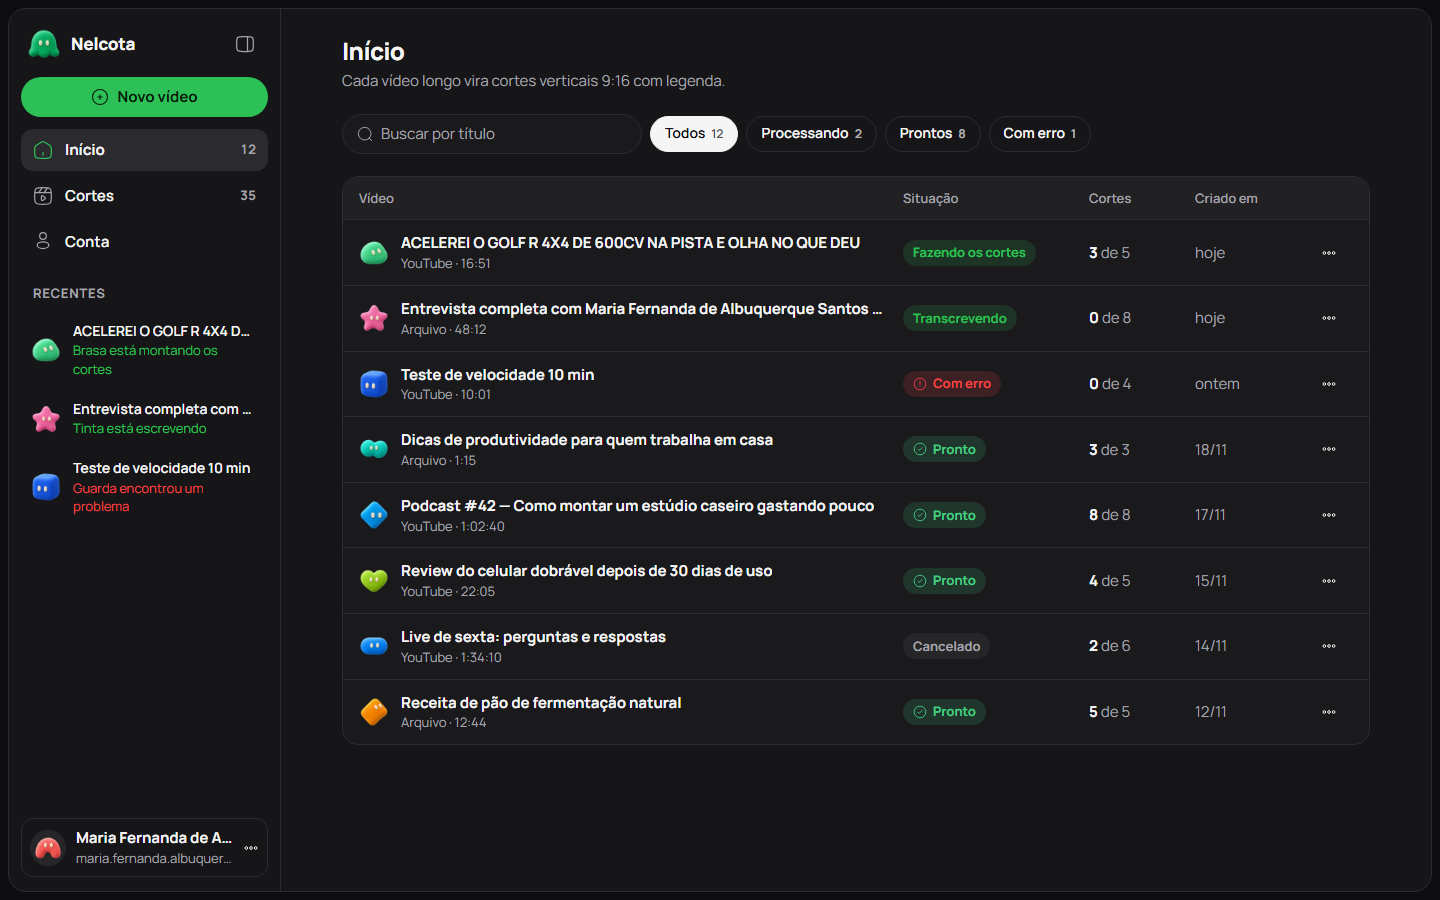 Nelcota
Novo vídeo
Início 12
Cortes 35
Conta
RECENTES
ACELEREI O GOLF R 4X4 D...
Brasa está montando os
cortes
Entrevista completa com ...
Tinta está escrevendo
Teste de velocidade 10 min
Guarda encontrou um
problema
Maria Fernanda de A...
maria.fernanda.albuquer...
Início
Cada vídeo longo vira cortes verticais 9:16 com legenda.
Buscar por título
Todos 12
Processando 2
Prontos 8
Com erro 1
Vídeo Situação Cortes Criado em
ACELEREI O GOLF R 4X4 DE 600CV NA PISTA E OLHA NO QUE DEU
YouTube · 16:51
Fazendo os cortes
3 de 5
hoje
Entrevista completa com Maria Fernanda de Albuquerque Santos ...
Arquivo · 48:12
Transcrevendo
0 de 8
hoje
Teste de velocidade 10 min
YouTube · 10:01
Com erro
0 de 4
ontem
Dicas de produtividade para quem trabalha em casa
Arquivo · 1:15
Pronto
3 de 3
18/11
Podcast #42 — Como montar um estúdio caseiro gastando pouco
YouTube · 1:02:40
Pronto
8 de 8
17/11
Review do celular dobrável depois de 30 dias de uso
YouTube · 22:05
Pronto
4 de 5
15/11
Live de sexta: perguntas e respostas
YouTube · 1:34:10
Cancelado
2 de 6
14/11
Receita de pão de fermentação natural
Arquivo · 12:44
Pronto
5 de 5
12/11